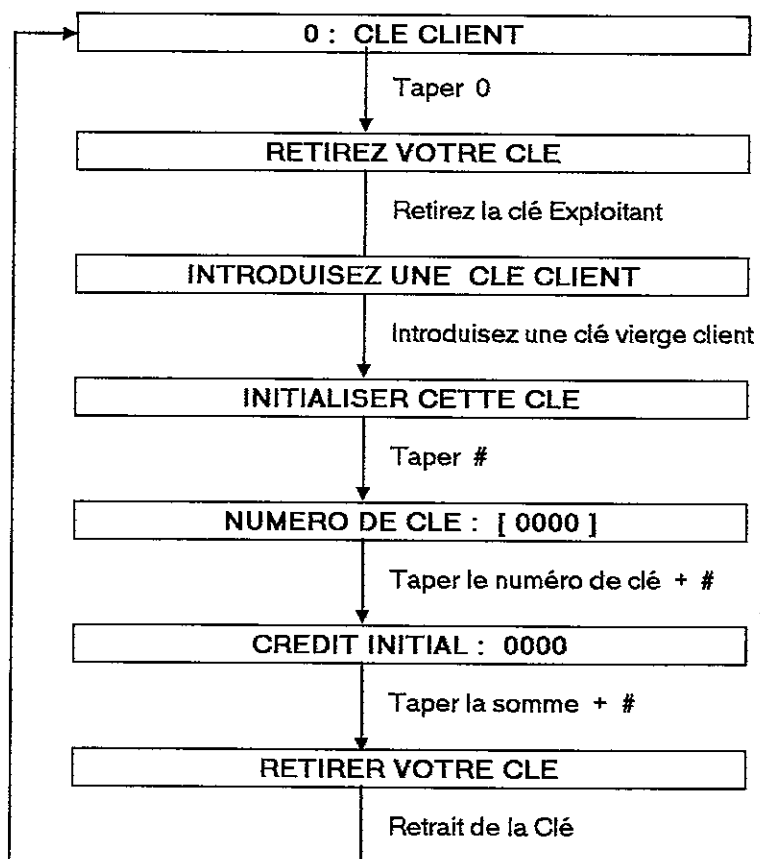 0 : CLE CLIENT
Taper 0
RETIREZ VOTRE CLE
Retirez la clé Exploitant
INTRODUISEZ UNE CLE CLIENT
Introduisez une clé vierge client
INITIALISER CETTE CLE
Taper #
NUMERO DE CLE : [ 0000 ]
Taper le numéro de clé + #
CREDIT INITIAL : 0000
Taper la somme + #
RETIRER VOTRE CLE
Retrait de la Clé